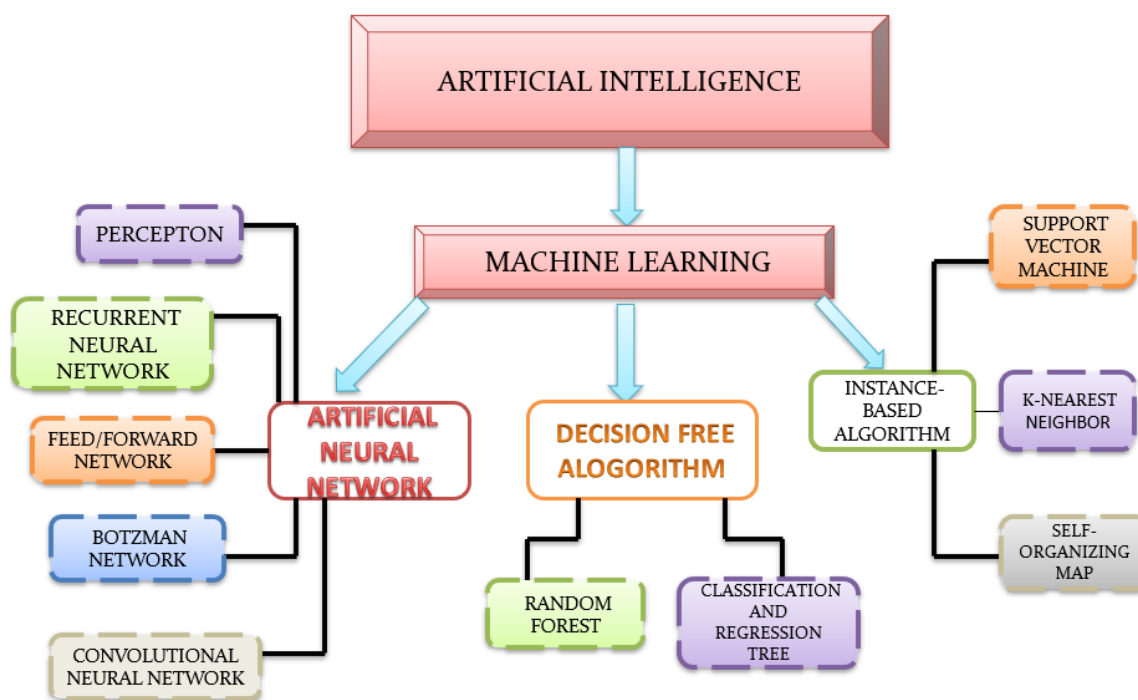 ARTIFICIAL INTELLIGENCE
MACHINE LEARNING
PERCEPTON
RECURRENT
NEURAL
NETWORK
FEED/FORWARD
NETWORK
BOTZMAN
NETWORK
CONVOLUTIONAL
NEURAL NETWORK
ARTIFICIAL
NEURAL
NETWORK
DECISION FREE
ALOGORITHM
RANDOM
FOREST
CLASSIFICATION
AND
REGRESSION
TREE
INSTANCE-
BASED
ALGORITHM
SUPPORT
VECTOR
MACHINE
K-NEAREST
NEIGHBOR
SELF-
ORGANIZING
MAP